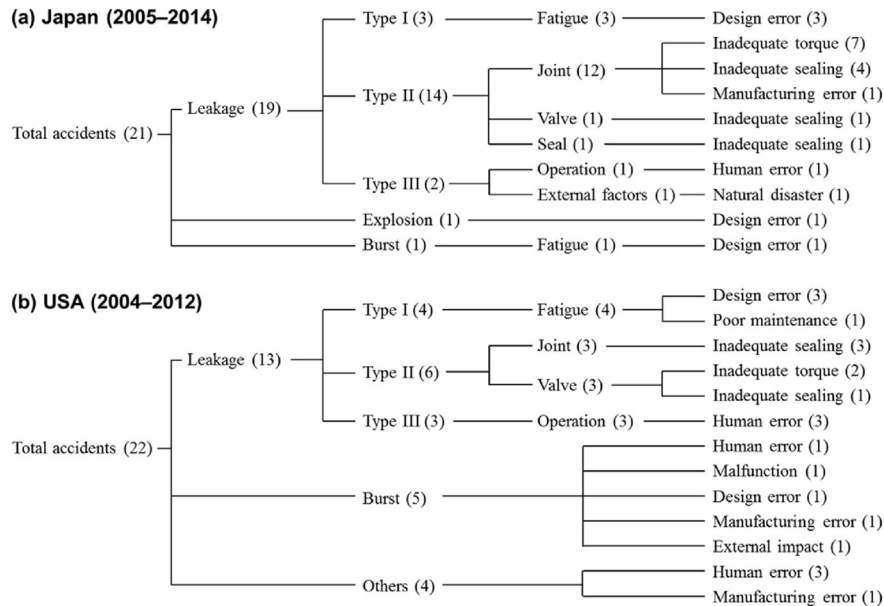 (a) Japan (2005–2014)
Type I (3) Fatigue (3) Design error (3)
Inadequate torque (7)
Joint (12) Inadequate sealing (4)
Manufacturing error (1)
Type II (14)
Leakage (19)
Valve (1) Inadequate sealing (1)
Total accidents (21)
Seal (1) Inadequate sealing (1)
Operation (1) Human error (1)
Type III (2)
External factors (1) Natural disaster (1)
Explosion (1) Design error (1)
Burst (1) Fatigue (1) Design error (1)
(b) USA (2004–2012)
Design error (3)
Type I (4) Fatigue (4)
Poor maintenance (1)
Joint (3) Inadequate sealing (3)
Leakage (13)
Type II (6)
Inadequate torque (2)
Valve (3)
Inadequate sealing (1)
Type III (3) Operation (3) Human error (3)
Total accidents (22)
Human error (1)
Malfunction (1)
Burst (5) Design error (1)
Manufacturing error (1)
External impact (1)
Human error (3)
Others (4)
Manufacturing error (1)